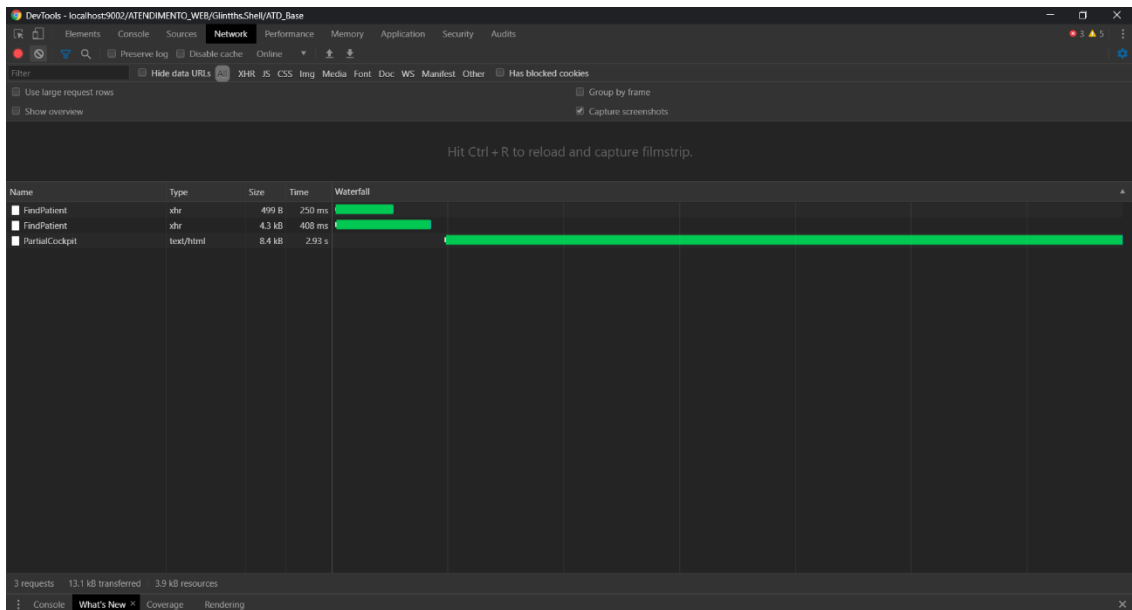 DevTools - localhost:9002/ATENDIMENTO_WEB/Glintths.Shell/ATD_Base
Elements Console Sources Network Performance Memory Application Security Audits 3 5
Preserve log Disable cache Online
Filter Hide data URLs All XHR JS CSS Img Media Font Doc WS Manifest Other Has blocked cookies
Use large request rows Group by frame
Show overview Capture screenshots
Hit Ctrl + R to reload and capture filmstrip.
Name Type Size Time Waterfall
FindPatient xhr 499 B 250 ms
FindPatient xhr 4.3 kB 408 ms
PartialCockpit text/html 8.4 kB 2.93 s
3 requests 13.1 kB transferred 3.9 kB resources
Console What's New × Coverage Rendering